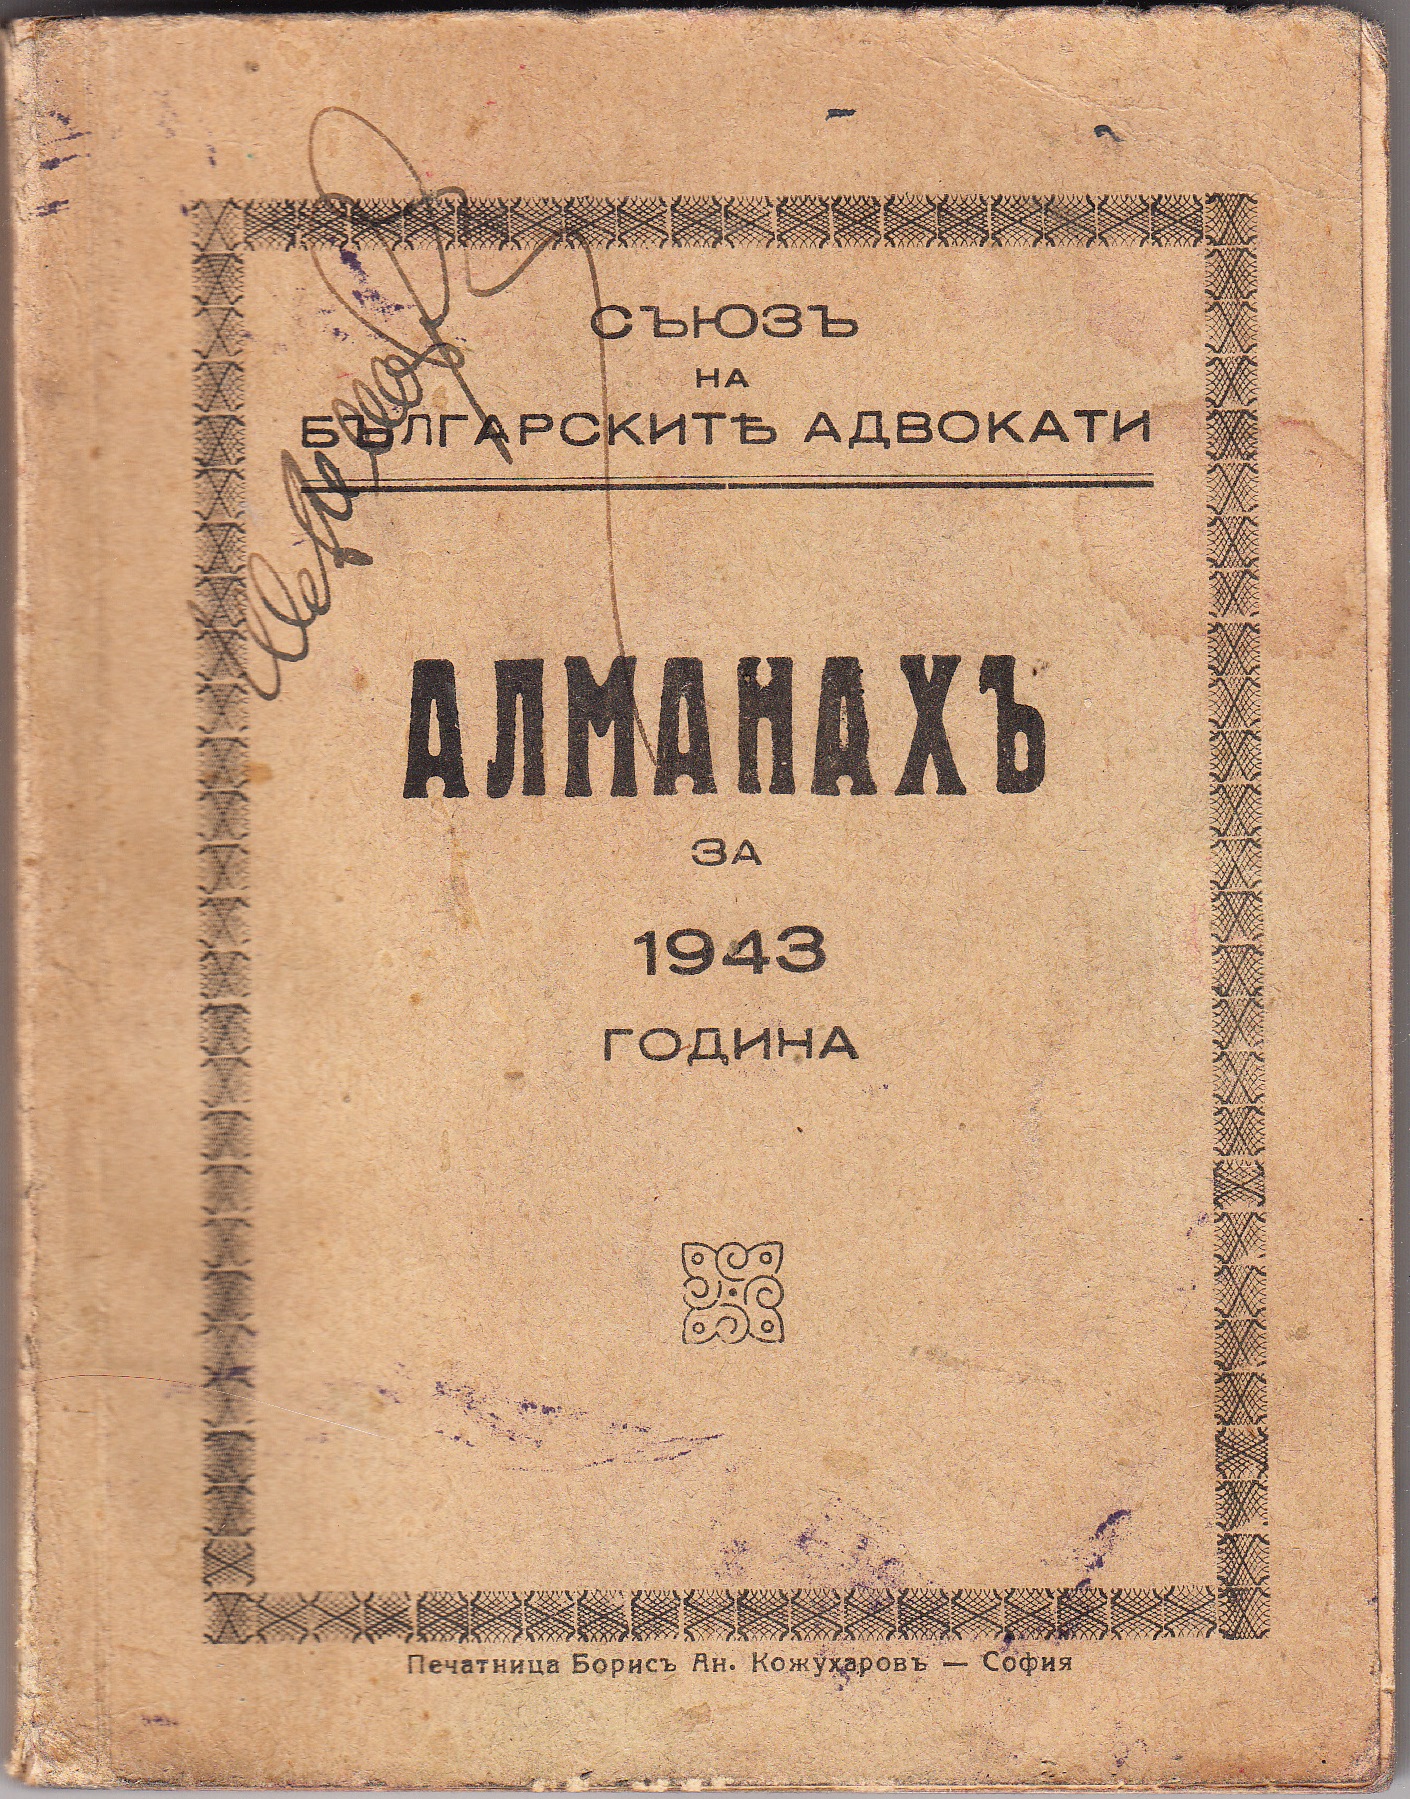 СЪЮЗЪ
НА
БЪЛГАРСКИТѢ АДВОКАТИ
АЛМАНАХЪ
ЗА
1943
ГОДИНА
Печатница Борисъ Ан. Кожухаровъ — София